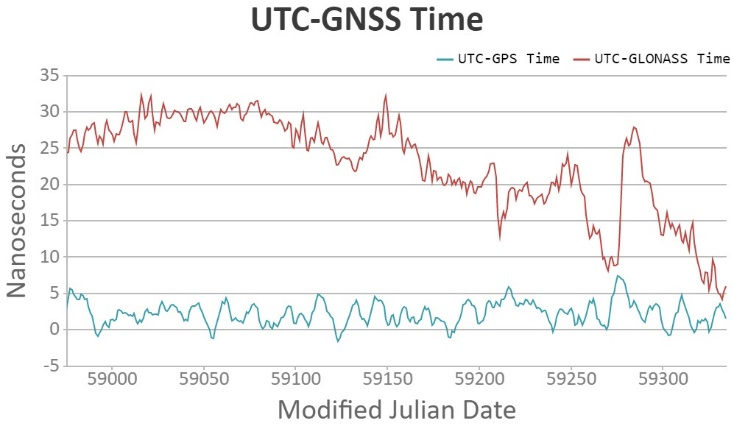 UTC-GNSS Time
UTC-GPS Time UTC-GLONASS Time
35
30
25
20
15
10
5
0
-5
Nanoseconds
59000 59050 59100 59150 59200 59250 59300
Modified Julian Date